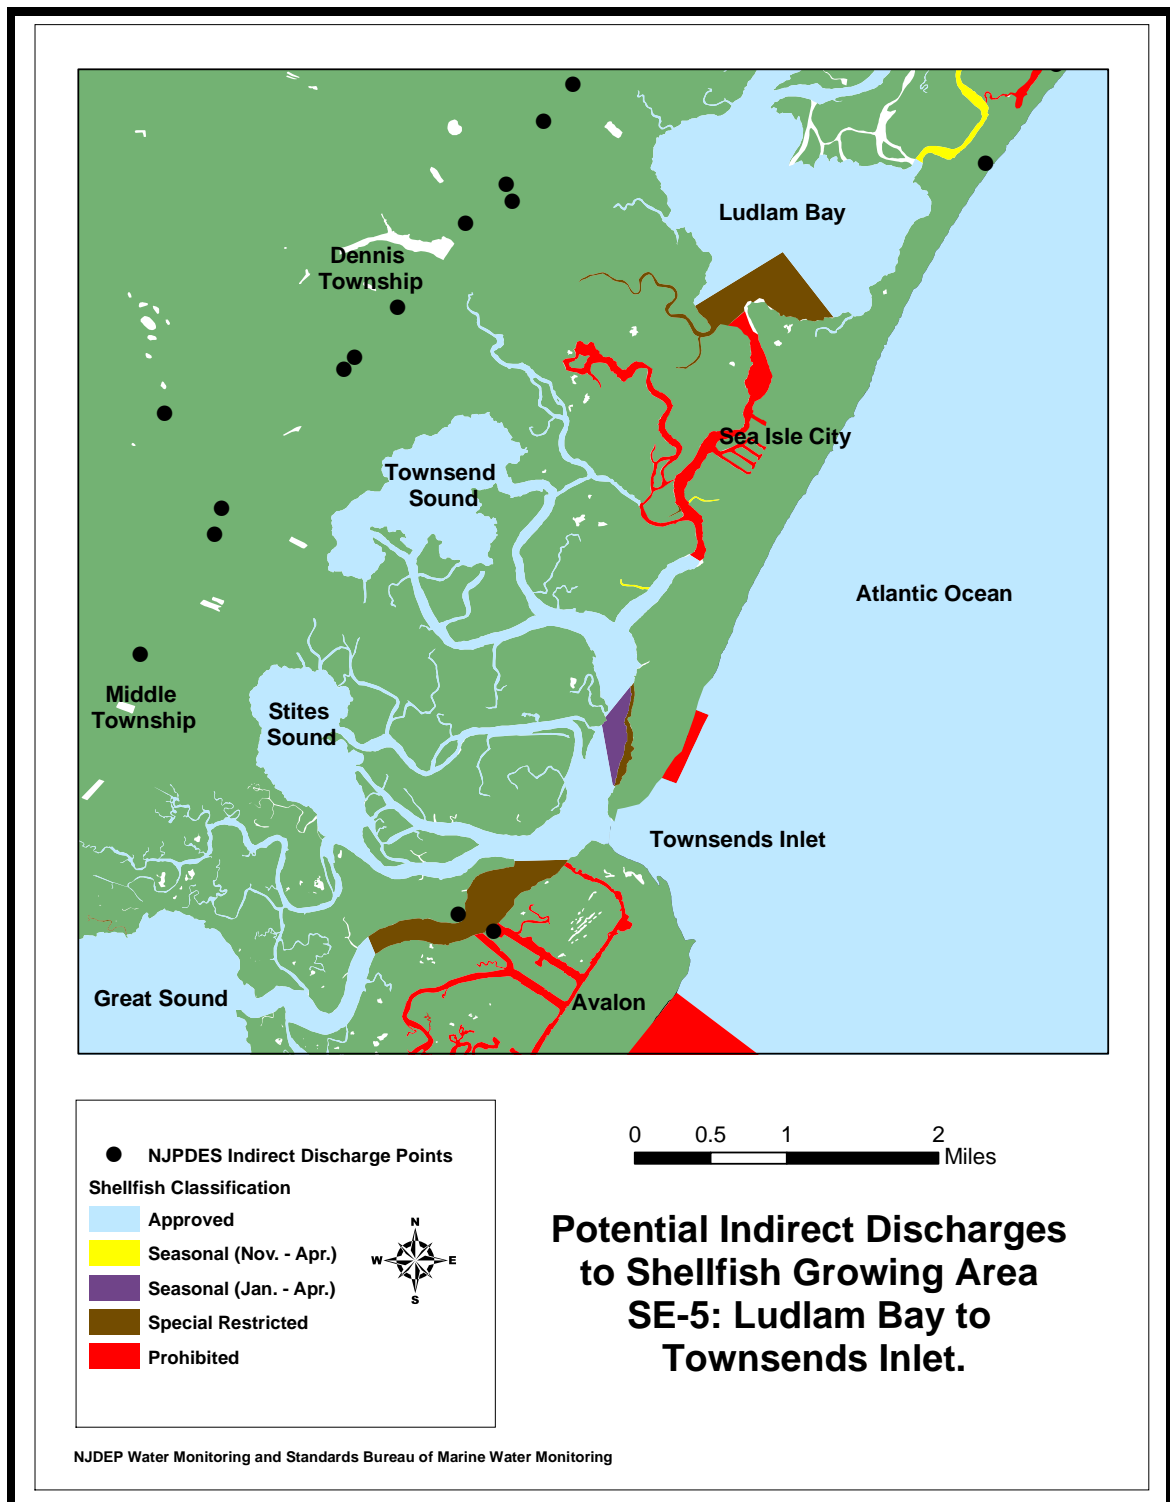 Ludlam Bay
Dennis
Township
Sea Isle City
Townsend
Sound
Atlantic Ocean
Middle
Township
Stites
Sound
Townsends Inlet
Great Sound
Avalon
NJPDES Indirect Discharge Points
Shellfish Classification
Approved
Seasonal (Nov. - Apr.)
Seasonal (Jan. - Apr.)
Special Restricted
Prohibited
N
W E
S
0 0.5 1 2
Miles
Potential Indirect Discharges
to Shellfish Growing Area
SE-5: Ludlam Bay to
Townsends Inlet.
NJDEP Water Monitoring and Standards Bureau of Marine Water Monitoring